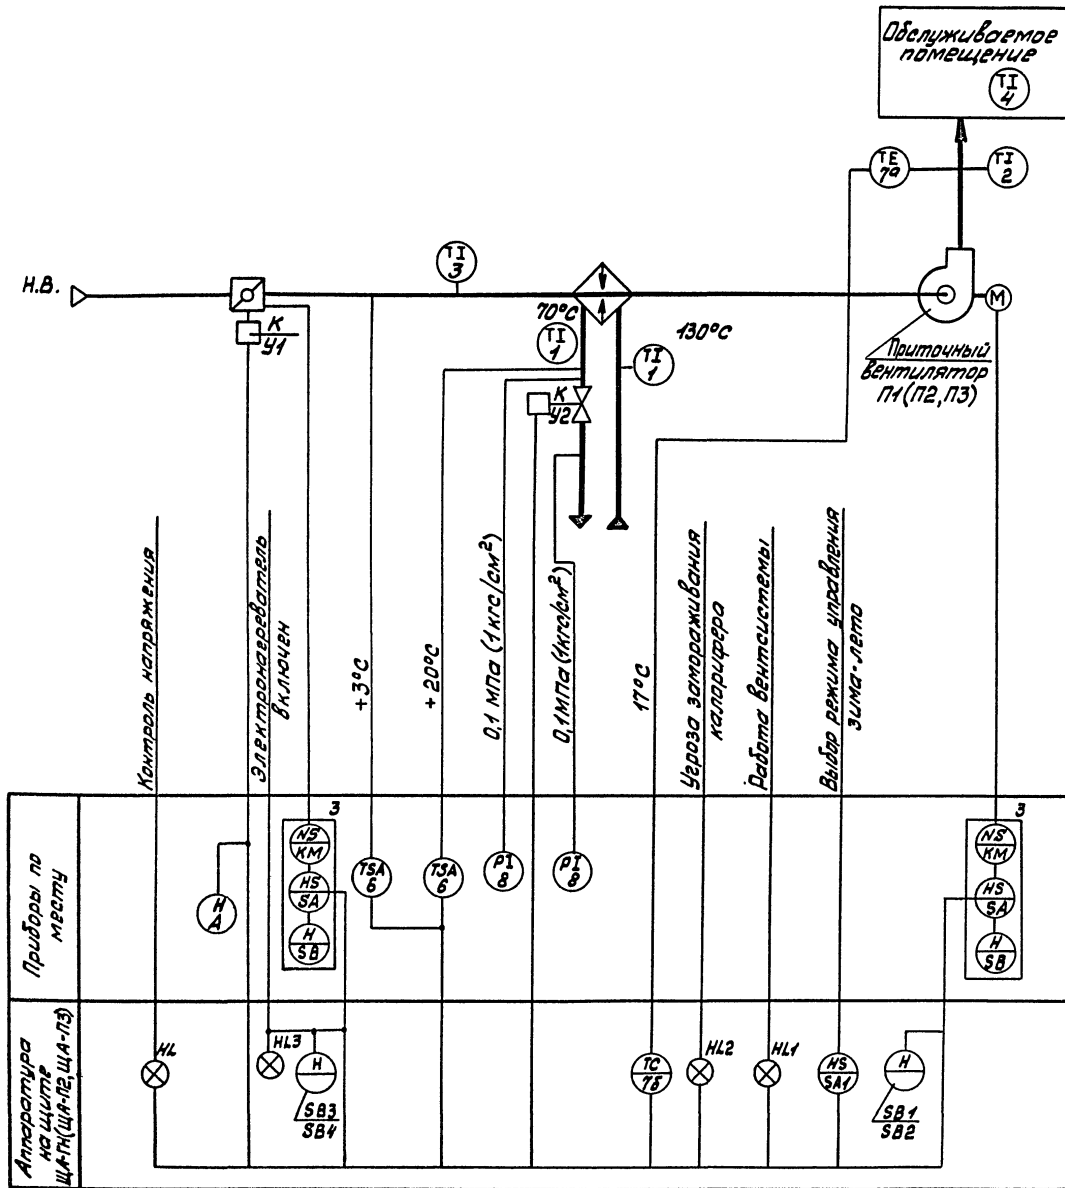 Обслуживаемое
помещение
TI
4
TE
7а
TI
2
Н.В.
TI
3
К
У1
70°С
TI
1
130°С
TI
1
К
У2
М
Приточный
вентилятор
П1(П2,П3)
Контроль напряжения
Электронагреватель
включен
+3°С
+20°С
0,1 МПа (1кгс/см²)
0,1МПа(1кгс/см²)
17°С
Угроза замораживания
калорифера
Работа вентсистемы
Выбор режима управления
зима-лето
Приборы по
месту
H
A
3
NS
KM
HS
SA
H
SB
TSA
6
TSA
6
PI
8
PI
8
3
NS
KM
HS
SA
H
SB
Аппаратура
на щите
(ЩА-П2,ЩА-П3)
HL
HL3
H
SB3
SB4
TC
7б
HL2
HL1
HS
SA1
H
SB1
SB2